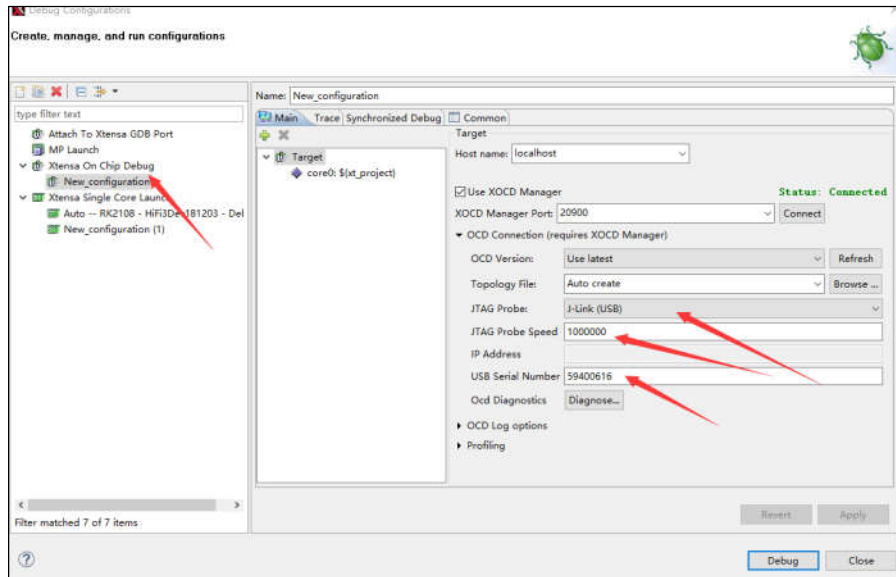 Debug Configurations
Create, manage, and run configurations
type filter text
Attach To Xtensa GDB Port
MP Launch
Xtensa On Chip Debug
New_configuration
Xtensa Single Core Launch
Auto -- RK2108 - HiFi3Dev181203 - Del
New_configuration (1)
Filter matched 7 of 7 items
Name: New_configuration
Main Trace Synchronized Debug Common
Target
core0: ${xt_project}
Target
Host name: localhost
Use XOCD Manager Status: Connected
XOCD Manager Port: 20900 Connect
OCD Connection (requires XOCD Manager)
OCD Version: Use latest Refresh
Topology File: Auto create Browse ...
JTAG Probe: J-Link (USB)
JTAG Probe Speed 1000000
IP Address
USB Serial Number 59400616
Ocd Diagnostics Diagnose...
OCD Log options
Profiling
Revert Apply
Debug Close